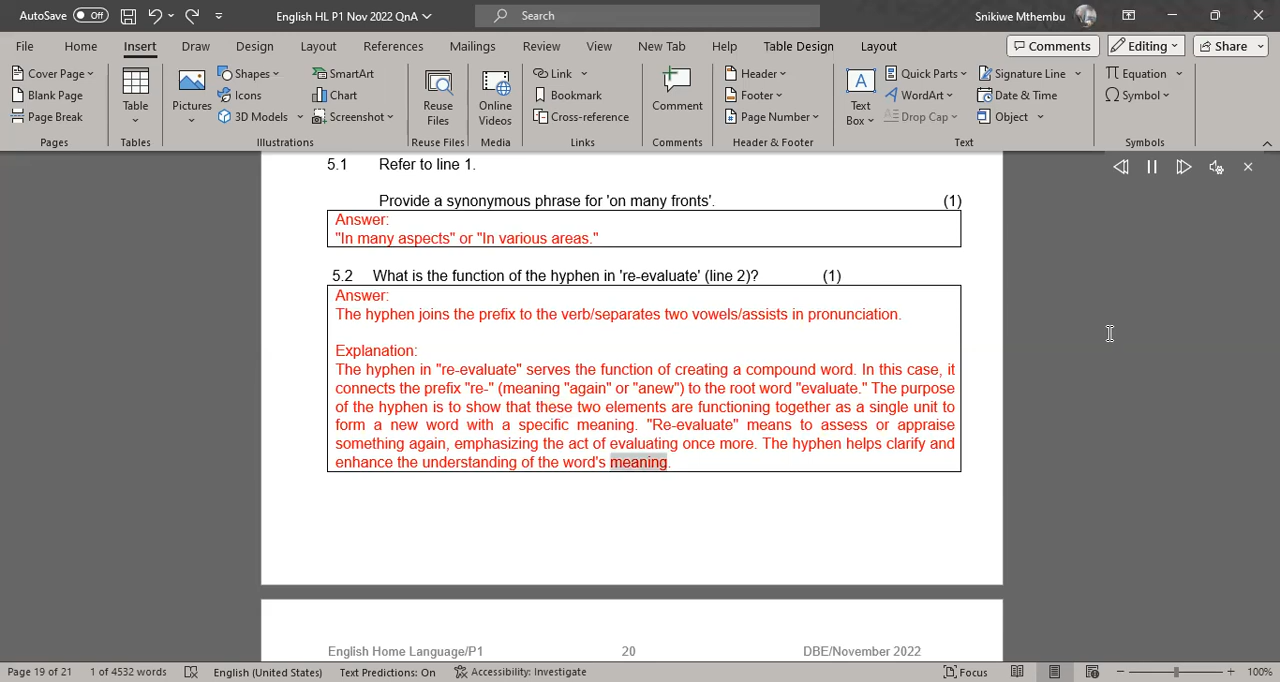 AutoSave Off English HL P1 Nov 2022 QnA Search Snikiwe Mthembu
File Home Insert Draw Design Layout References Mailings Review View New Tab Help Table Design Layout Comments Editing Share
Cover Page
Blank Page
Page Break
Pages
Table
Tables
Pictures
Shapes
Icons
3D Models
SmartArt
Chart
Screenshot
Illustrations
Reuse
Files
Reuse Files
Online
Videos
Media
Link
Bookmark
Cross-reference
Links
Comment
Comments
Header
Footer
Page Number
Header & Footer
Text
Box
Quick Parts
WordArt
Drop Cap
Signature Line
Date & Time
Object
Text
Equation
Symbol
Symbols
5.1 Refer to line 1.
Provide a synonymous phrase for 'on many fronts'. (1)
Answer:
"In many aspects" or "In various areas."
5.2 What is the function of the hyphen in 're-evaluate' (line 2)? (1)
Answer:
The hyphen joins the prefix to the verb/separates two vowels/assists in pronunciation.
Explanation:
The hyphen in "re-evaluate" serves the function of creating a compound word. In this case, it
connects the prefix "re-" (meaning "again" or "anew") to the root word "evaluate." The purpose
of the hyphen is to show that these two elements are functioning together as a single unit to
form a new word with a specific meaning. "Re-evaluate" means to assess or appraise
something again, emphasizing the act of evaluating once more. The hyphen helps clarify and
enhance the understanding of the word's meaning.
English Home Language/P1 20 DBE/November 2022
Page 19 of 21 1 of 4532 words English (United States) Text Predictions: On Accessibility: Investigate Focus 100%